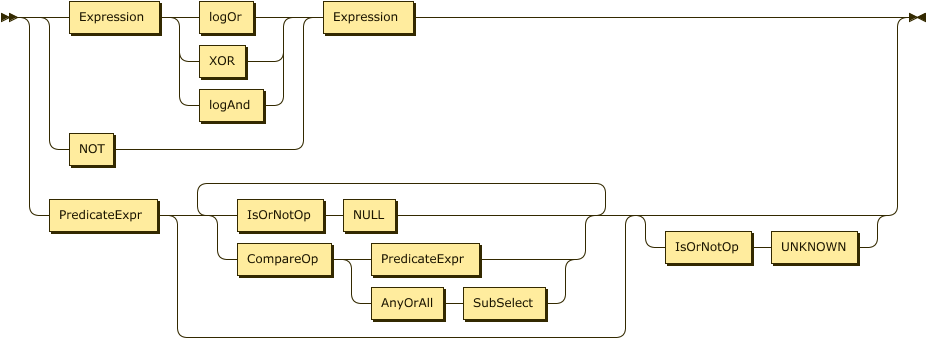 Expression logOr Expression
XOR
logAnd
NOT
PredicateExpr IsOrNotOp NULL
CompareOp PredicateExpr IsOrNotOp UNKNOWN
AnyOrAll SubSelect